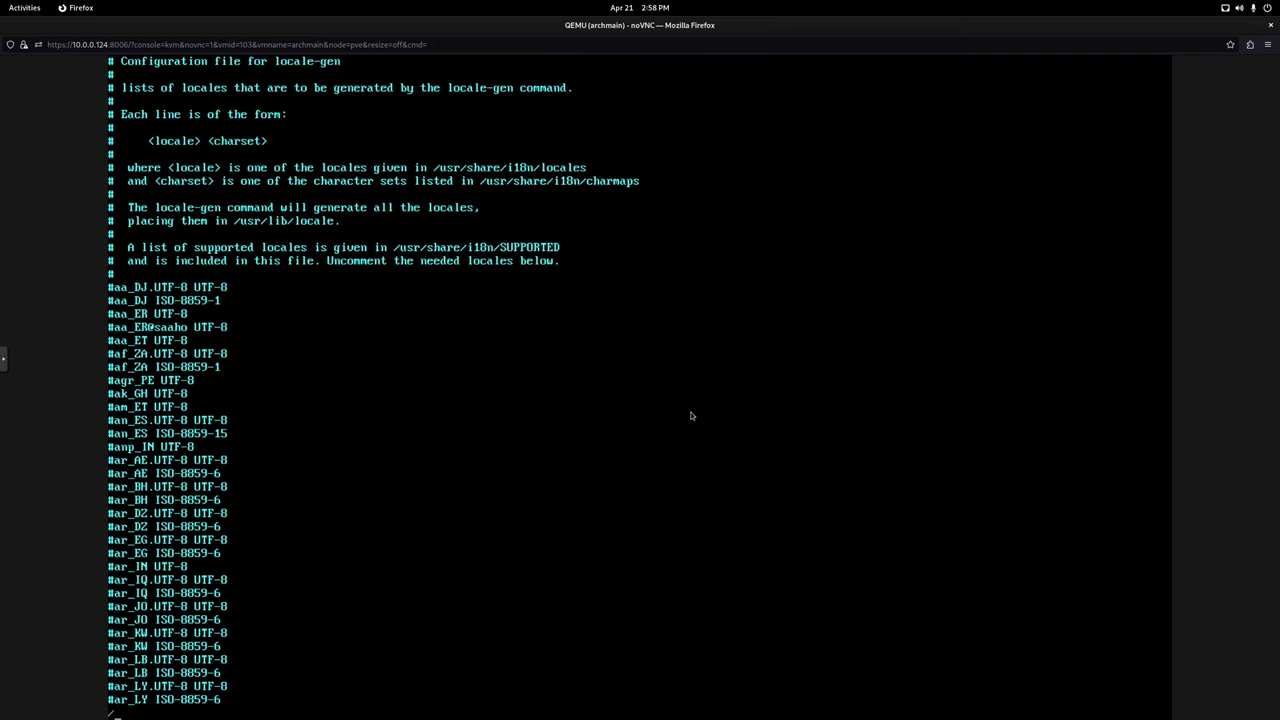 Activities
Firefox
Apr 21 2:58 PM
QEMU (archmain) - noVNC — Mozilla Firefox
https://10.0.0.124:8006/?console=kvm&novnc=1&vmid=103&vmname=archmain&node=pve&resize=off&cmd=
# Configuration file for locale-gen
#
# lists of locales that are to be generated by the locale-gen command.
#
# Each line is of the form:
#
#     <locale> <charset>
#
#  where <locale> is one of the locales given in /usr/share/i18n/locales
#  and <charset> is one of the character sets listed in /usr/share/i18n/charmaps
#
#  The locale-gen command will generate all the locales,
#  placing them in /usr/lib/locale.
#
#  A list of supported locales is given in /usr/share/i18n/SUPPORTED
#  and is included in this file. Uncomment the needed locales below.
#
#aa_DJ.UTF-8 UTF-8
#aa_DJ ISO-8859-1
#aa_ER UTF-8
#aa_ER@saaho UTF-8
#aa_ET UTF-8
#af_ZA.UTF-8 UTF-8
#af_ZA ISO-8859-1
#agr_PE UTF-8
#ak_GH UTF-8
#am_ET UTF-8
#an_ES.UTF-8 UTF-8
#an_ES ISO-8859-15
#anp_IN UTF-8
#ar_AE.UTF-8 UTF-8
#ar_AE ISO-8859-6
#ar_BH.UTF-8 UTF-8
#ar_BH ISO-8859-6
#ar_DZ.UTF-8 UTF-8
#ar_DZ ISO-8859-6
#ar_EG.UTF-8 UTF-8
#ar_EG ISO-8859-6
#ar_IN UTF-8
#ar_IQ.UTF-8 UTF-8
#ar_IQ ISO-8859-6
#ar_JO.UTF-8 UTF-8
#ar_JO ISO-8859-6
#ar_KW.UTF-8 UTF-8
#ar_KW ISO-8859-6
#ar_LB.UTF-8 UTF-8
#ar_LB ISO-8859-6
#ar_LY.UTF-8 UTF-8
#ar_LY ISO-8859-6
/